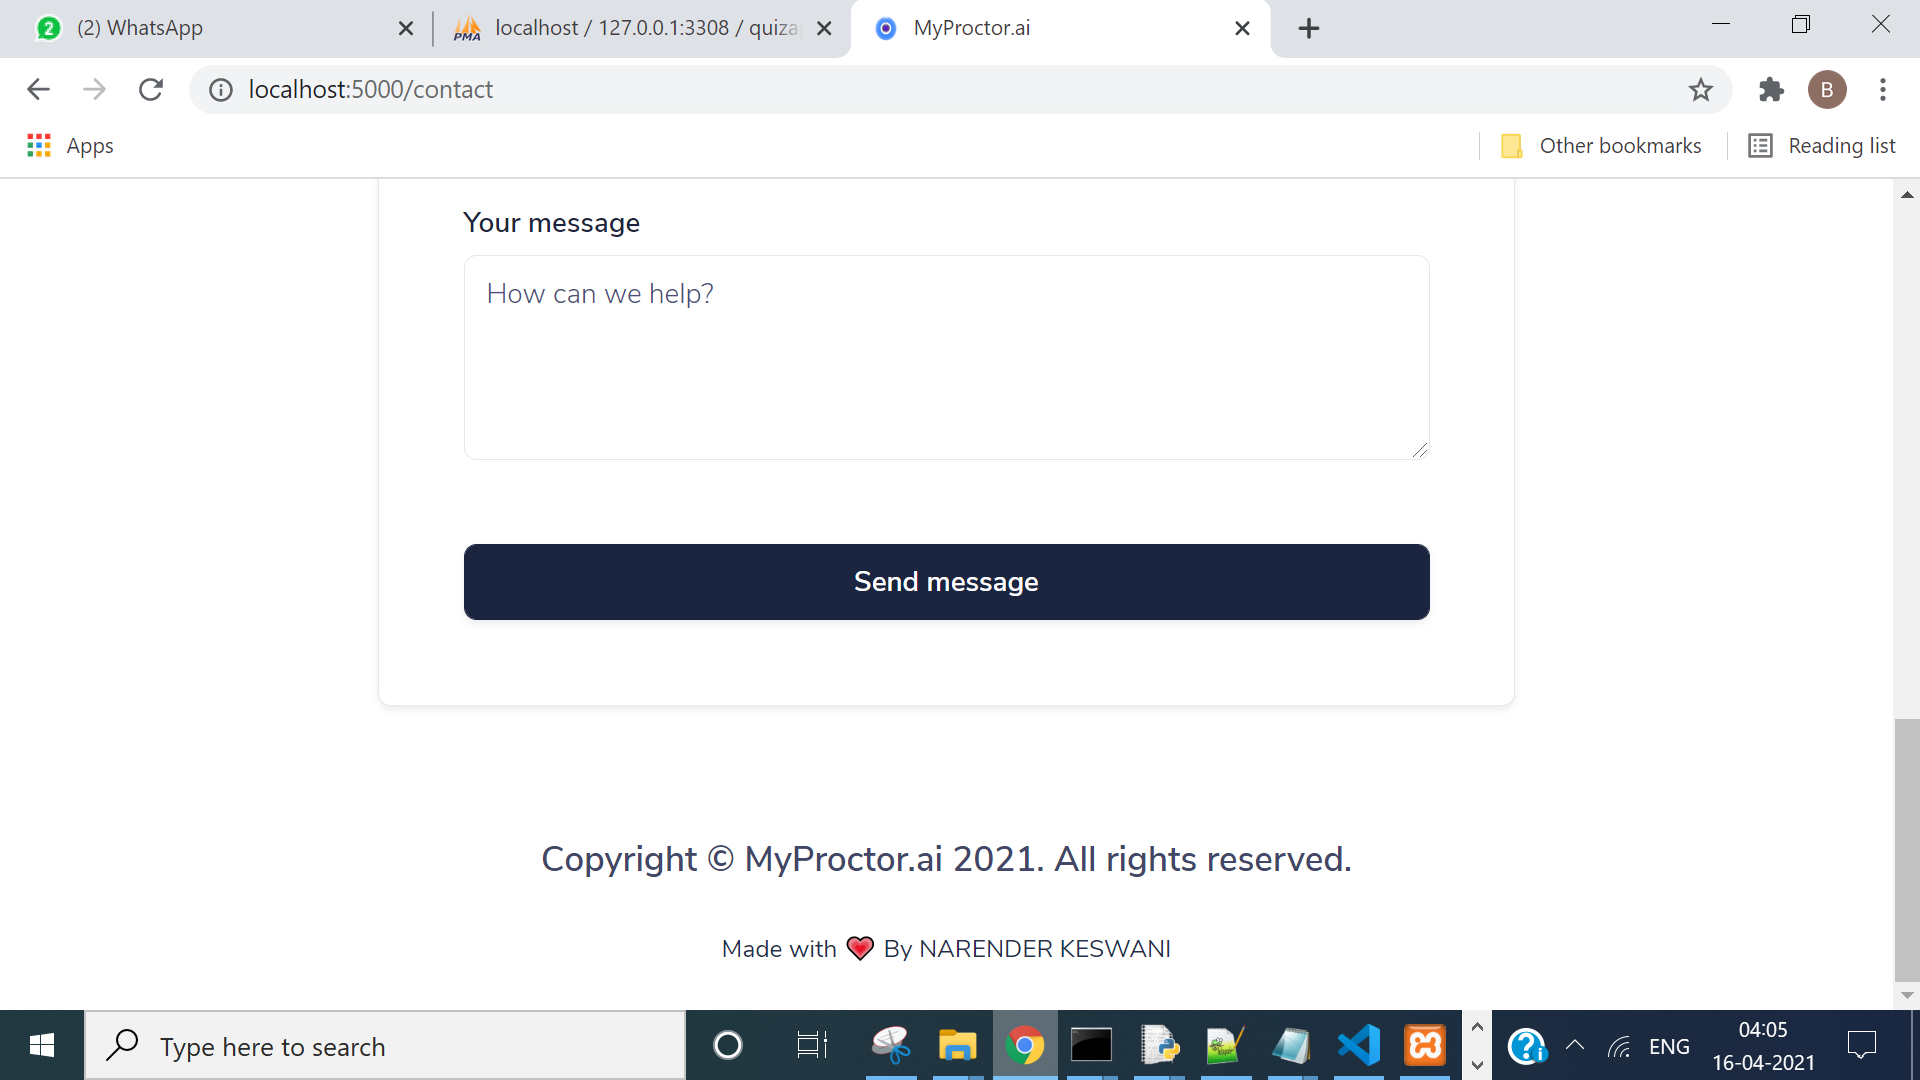 (2) WhatsApp
localhost / 127.0.0.1:3308 / quiza
MyProctor.ai
localhost:5000/contact
B
Apps
Other bookmarks
Reading list
Your message
How can we help?
Send message
Copyright © MyProctor.ai 2021. All rights reserved.
Made with ❤ By NARENDER KESWANI
Type here to search
ENG
04:05
16-04-2021